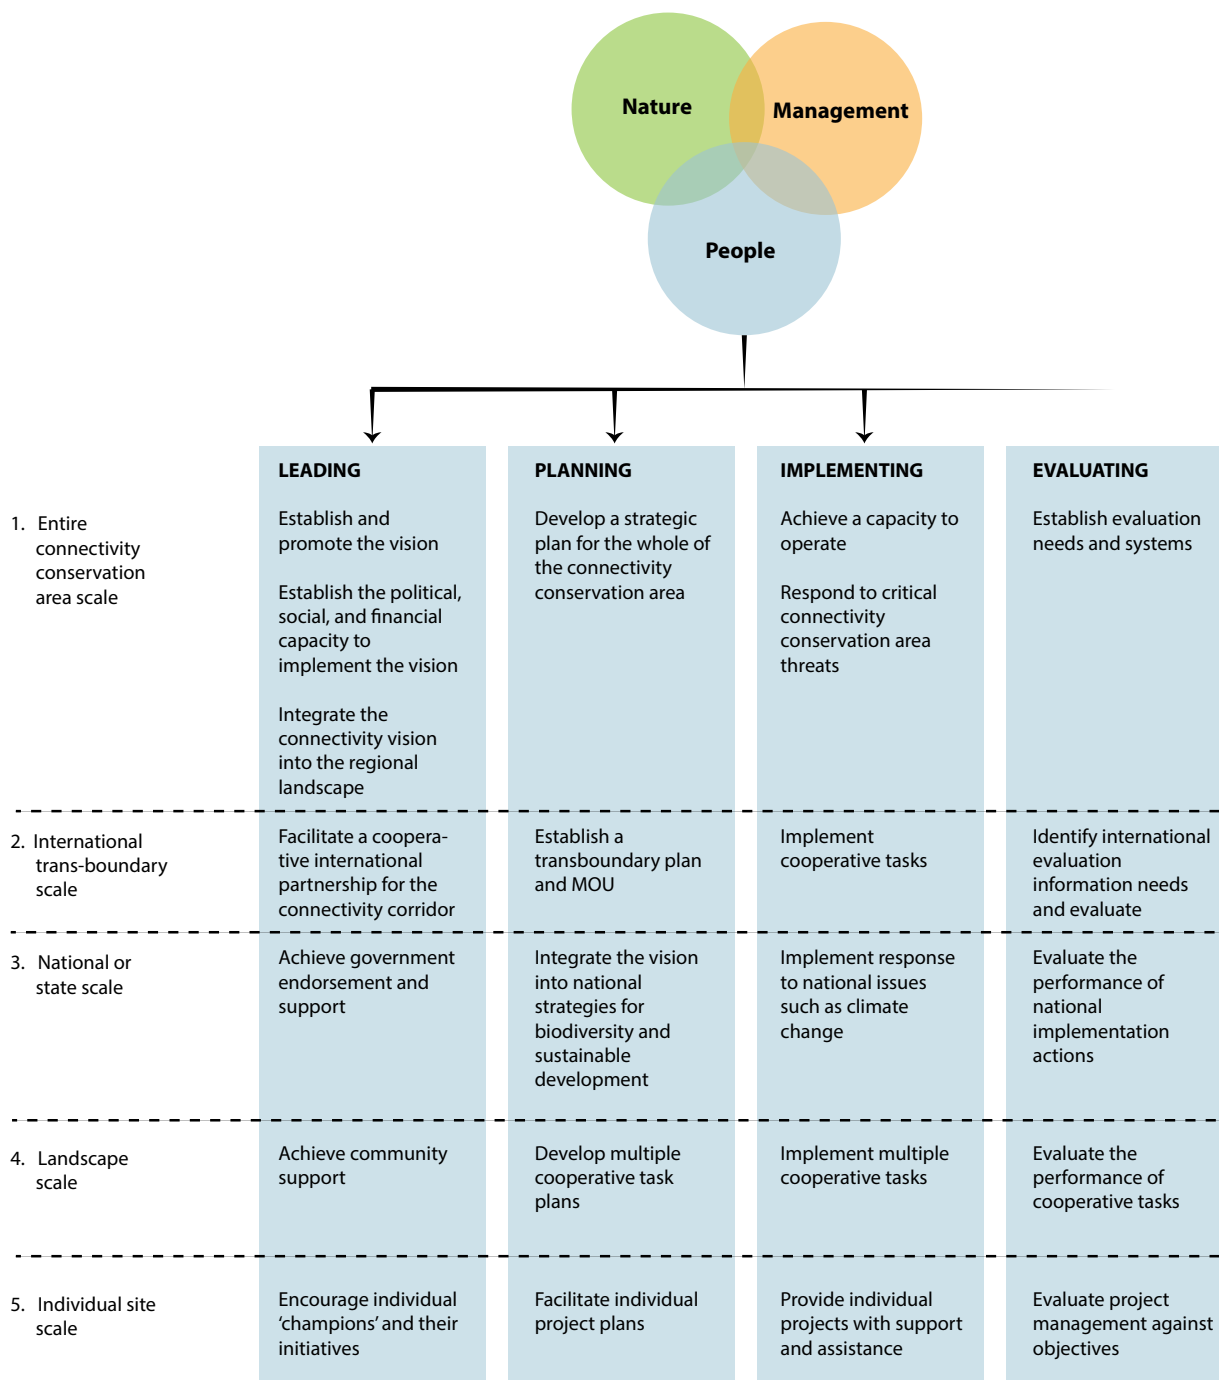 Nature
Management
People
LEADING
PLANNING
IMPLEMENTING
EVALUATING
1. Entire
connectivity
conservation
area scale
Establish and
promote the vision
Establish the political,
social, and financial
capacity to
implement the vision
Integrate the
connectivity vision
into the regional
landscape
Develop a strategic
plan for the whole of
the connectivity
conservation area
Achieve a capacity to
operate
Respond to critical
connectivity
conservation area
threats
Establish evaluation
needs and systems
2. International
trans-boundary
scale
Facilitate a coopera-
tive international
partnership for the
connectivity corridor
Establish a
transboundary plan
and MOU
Implement
cooperative tasks
Identify international
evaluation
information needs
and evaluate
3. National or
state scale
Achieve government
endorsement and
support
Integrate the vision
into national
strategies for
biodiversity and
sustainable
development
Implement response
to national issues
such as climate
change
Evaluate the
performance of
national
implementation
actions
4. Landscape
scale
Achieve community
support
Develop multiple
cooperative task
plans
Implement multiple
cooperative tasks
Evaluate the
performance of
cooperative tasks
5. Individual site
scale
Encourage individual
‘champions’ and their
initiatives
Facilitate individual
project plans
Provide individual
projects with support
and assistance
Evaluate project
management against
objectives